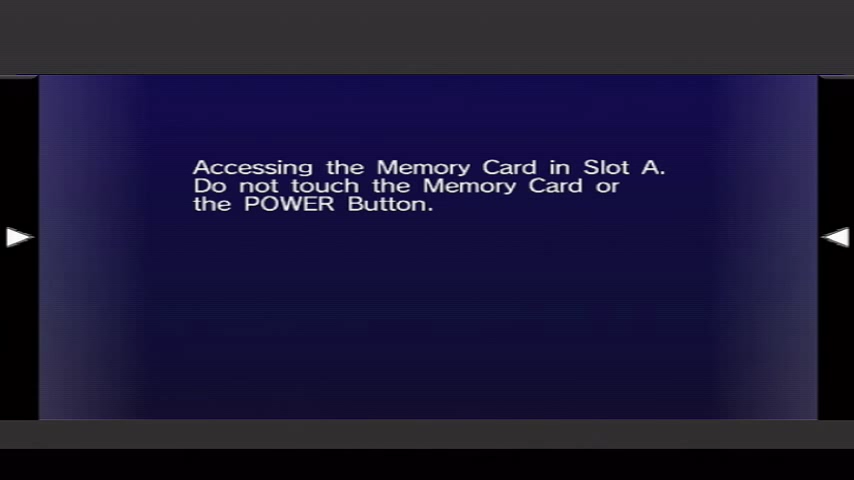 Accessing the Memory Card in Slot A.
Do not touch the Memory Card or
the POWER Button.